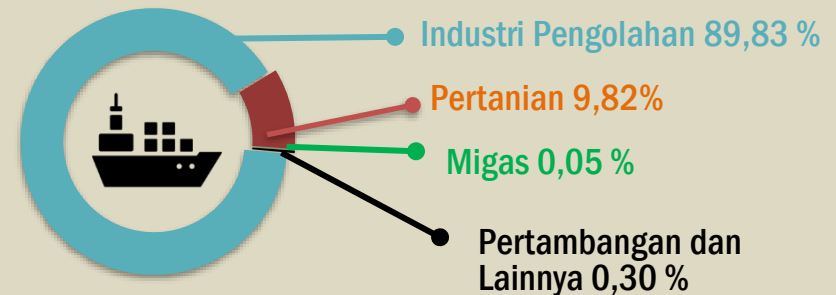 Industri Pengolahan 89,83 %
Pertanian 9,82%
Migas 0,05 %
Pertambangan dan
Lainnya 0,30 %